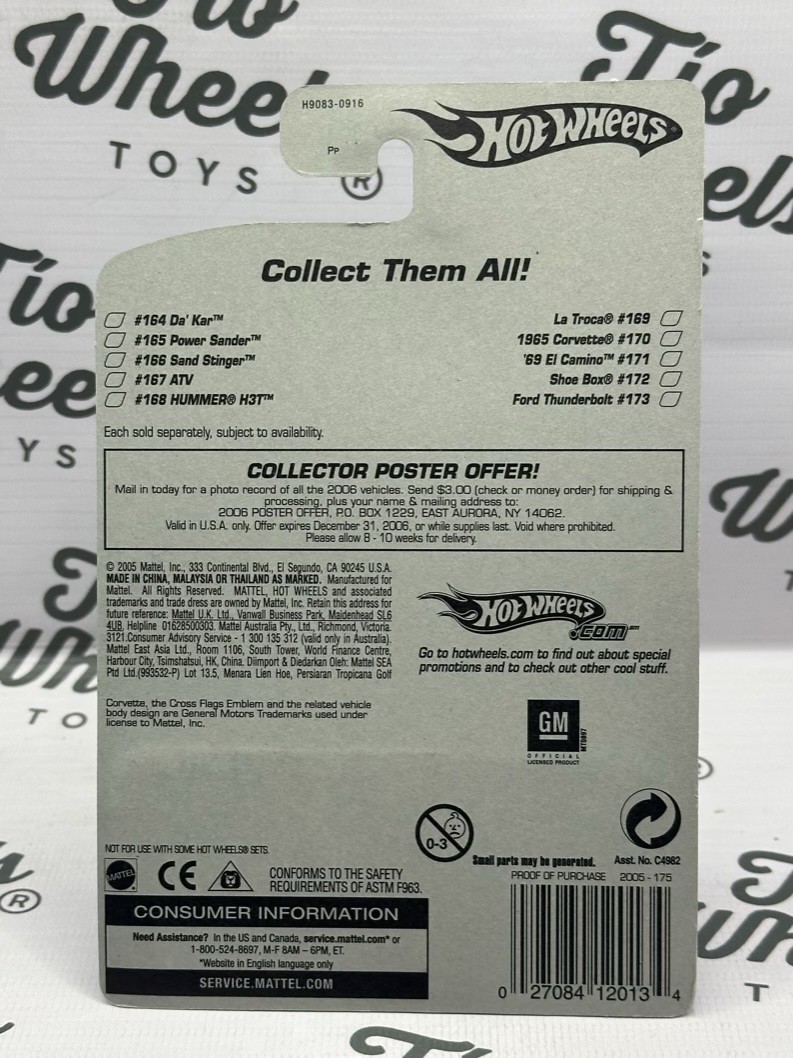 Tío
Wheels
TOYS
®
H9083-0916
Pp
HOT WHEELS
Collect Them All!
#164 Da' Kar™
#165 Power Sander™
#166 Sand Stinger™
#167 ATV
#168 HUMMER® H3T™
La Troca® #169
1965 Corvette® #170
'69 El Camino™ #171
Shoe Box® #172
Ford Thunderbolt #173
Each sold separately, subject to availability.
COLLECTOR POSTER OFFER!
Mail in today for a photo record of all the 2006 vehicles. Send $3.00 (check or money order) for shipping &
processing, plus your name & mailing address to:
2006 POSTER OFFER, P.O. BOX 1229, EAST AURORA, NY 14062.
Valid in U.S.A. only. Offer expires December 31, 2006, or while supplies last. Void where prohibited.
Please allow 8 - 10 weeks for delivery.
© 2005 Mattel, Inc., 333 Continental Blvd., El Segundo, CA 90245 U.S.A.
MADE IN CHINA, MALAYSIA OR THAILAND AS MARKED. Manufactured for
Mattel. All Rights Reserved. MATTEL, HOT WHEELS and associated
trademarks and trade dress are owned by Mattel, Inc. Retain this address for
future reference: Mattel U.K. Ltd., Vanwall Business Park, Maidenhead SL6
4UB. Helpline 01628500303. Mattel Australia Pty., Ltd., Richmond, Victoria.
3121.Consumer Advisory Service - 1 300 135 312 (valid only in Australia).
Mattel East Asia Ltd., Room 1106, South Tower, World Finance Centre,
Harbour City, Tsimshatsui, HK, China. Diimport & Diedarkan Oleh: Mattel SEA
Ptd Ltd.(993532-P) Lot 13.5, Menara Lien Hoe, Persiaran Tropicana Golf
HOT WHEELS
.COM℠
Go to hotwheels.com to find out about special
promotions and to check out other cool stuff.
Corvette, the Cross Flags Emblem and the related vehicle
body design are General Motors Trademarks used under
license to Mattel, Inc.
GM
OFFICIAL
LICENSED PRODUCT
0-3
Small parts may be generated.
Asst. No. C4982
NOT FOR USE WITH SOME HOT WHEELS® SETS.
MATTEL
CE
CONFORMS TO THE SAFETY
REQUIREMENTS OF ASTM F963.
PROOF OF PURCHASE 2005 - 175
CONSUMER INFORMATION
Need Assistance? In the US and Canada, service.mattel.com* or
1-800-524-8697, M-F 8AM – 6PM, ET.
*Website in English language only
SERVICE.MATTEL.COM
0 27084 12013 4